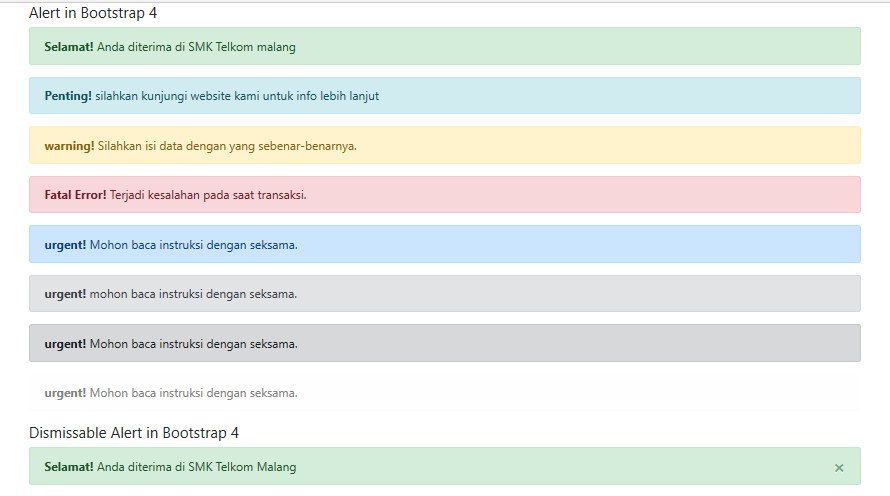 Alert in Bootstrap 4
Selamat! Anda diterima di SMK Telkom malang
Penting! silahkan kunjungi website kami untuk info lebih lanjut
warning! Silahkan isi data dengan yang sebenar-benarnya.
Fatal Error! Terjadi kesalahan pada saat transaksi.
urgent! Mohon baca instruksi dengan seksama.
urgent! mohon baca instruksi dengan seksama.
urgent! Mohon baca instruksi dengan seksama.
urgent! Mohon baca instruksi dengan seksama.
Dismissable Alert in Bootstrap 4
Selamat! Anda diterima di SMK Telkom Malang ×